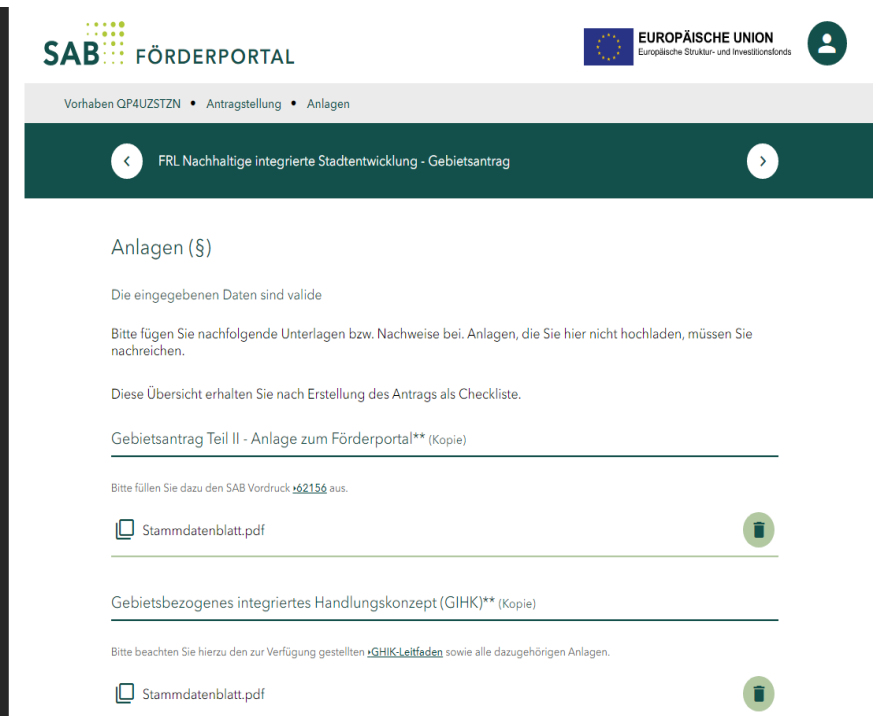 SAB FÖRDERPORTAL
EUROPÄISCHE UNION
Europäische Struktur- und Investitionsfonds
Vorhaben QP4UZSTZN • Antragstellung • Anlagen
FRL Nachhaltige integrierte Stadtentwicklung - Gebietsantrag
Anlagen (§)
Die eingegebenen Daten sind valide
Bitte fügen Sie nachfolgende Unterlagen bzw. Nachweise bei. Anlagen, die Sie hier nicht hochladen, müssen Sie
nachreichen.
Diese Übersicht erhalten Sie nach Erstellung des Antrags als Checkliste.
Gebietsantrag Teil II - Anlage zum Förderportal** (Kopie)
Bitte füllen Sie dazu den SAB Vordruck 62156 aus.
Stammdatenblatt.pdf
Gebietsbezogenes integriertes Handlungskonzept (GIHK)** (Kopie)
Bitte beachten Sie hierzu den zur Verfügung gestellten GHIK-Leitfaden sowie alle dazugehörigen Anlagen.
Stammdatenblatt.pdf